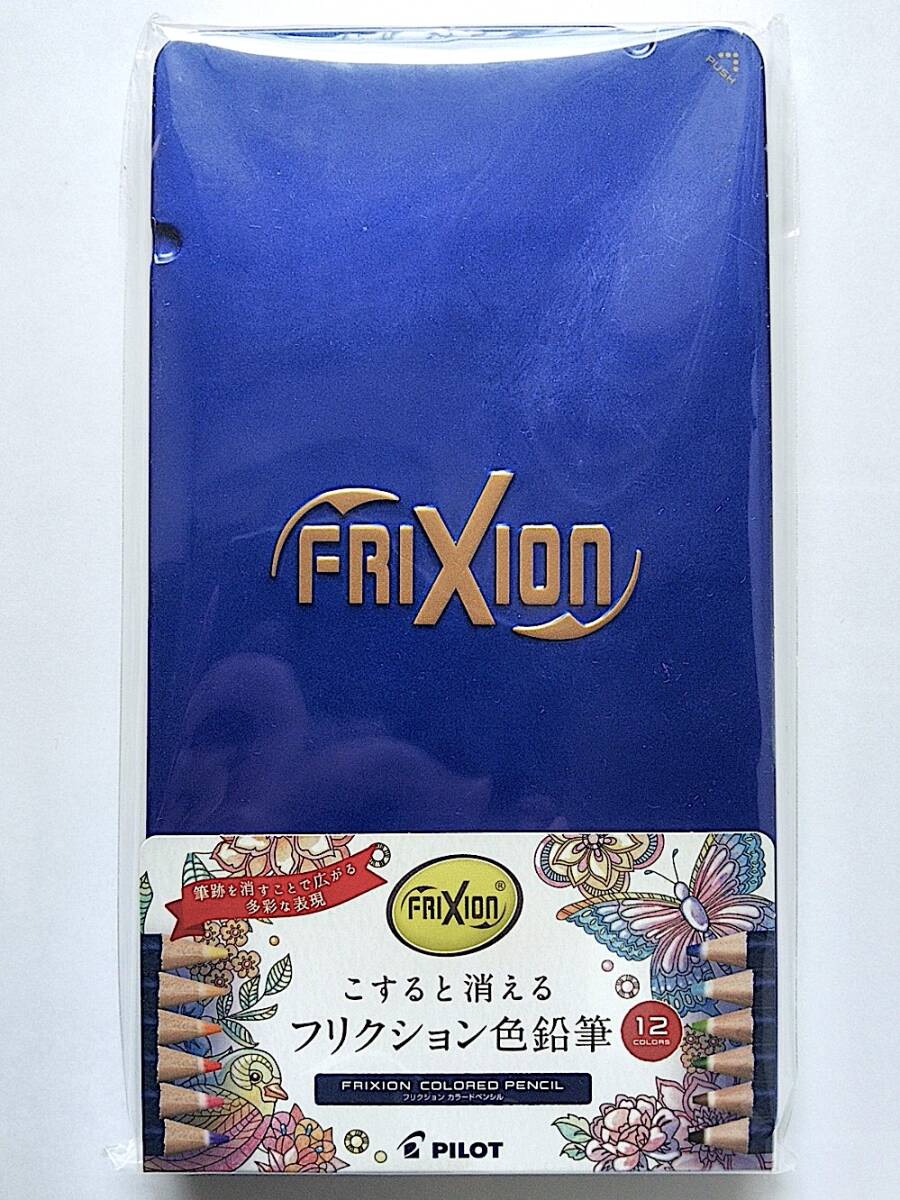 PUSH
FRIXION
筆跡を消すことで広がる
多彩な表現
FRIXION®
こすると消える
フリクション色鉛筆
12
COLORS
FRIXION COLORED PENCIL
フリクション カラードペンシル
PILOT